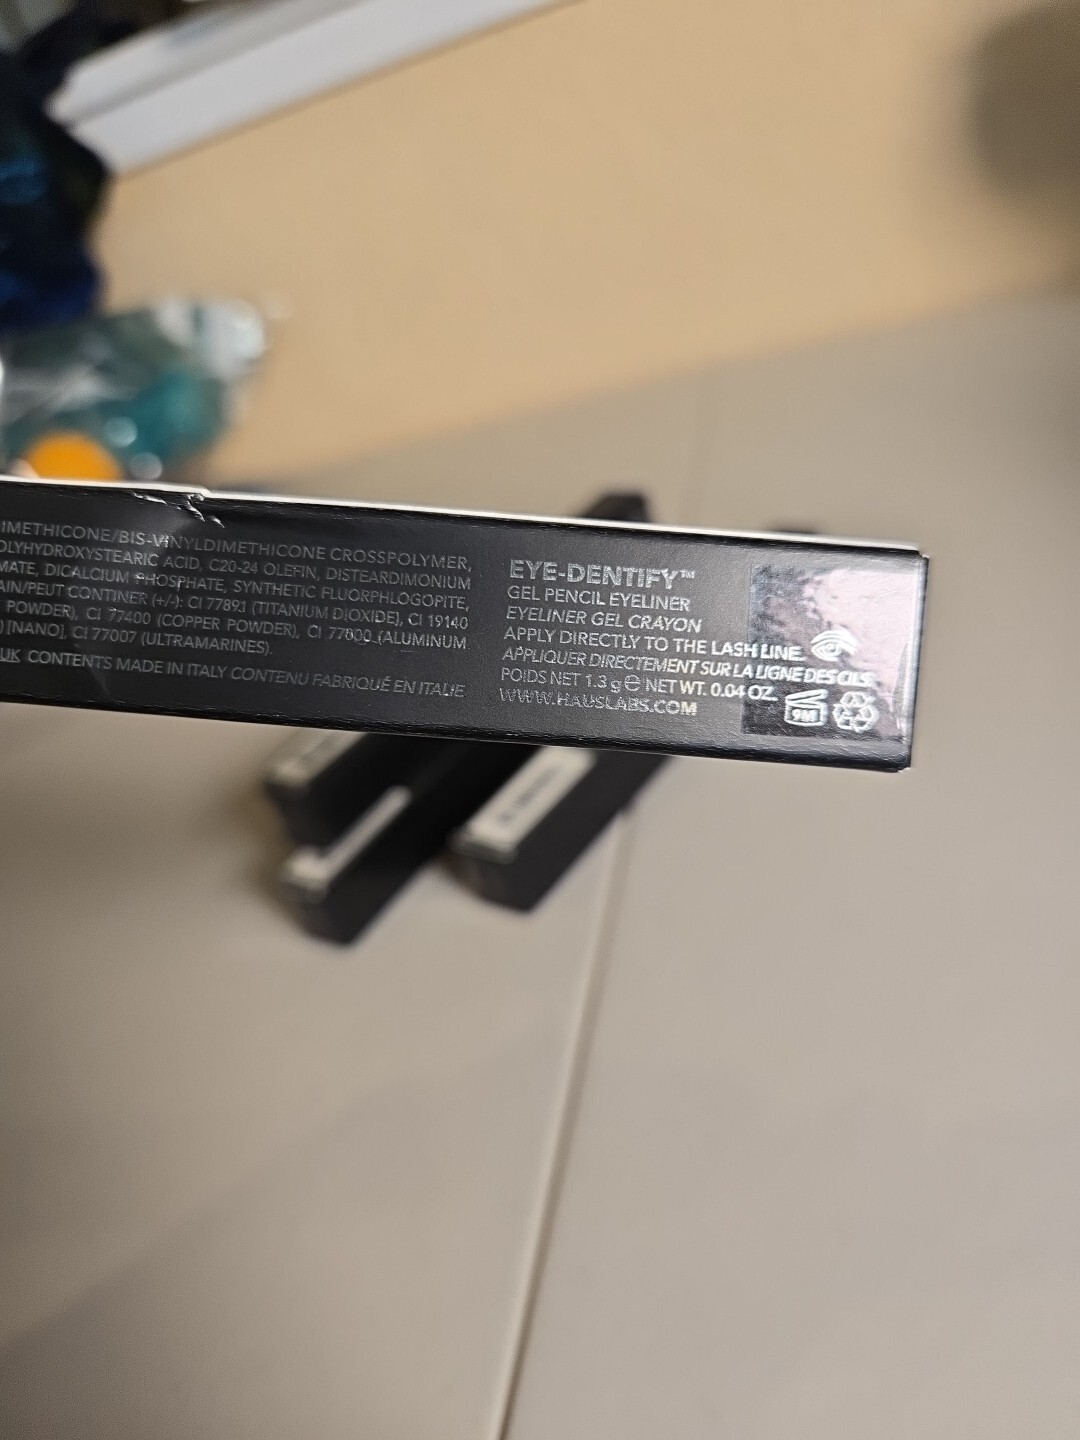 IMETHICONE/BIS-VINYLDIMETHICONE CROSSPOLYMER,
OLYHYDROXYSTEARIC ACID, C20-24 OLEFIN, DISTEARDIMONIUM
MATE, DICALCIUM PHOSPHATE, SYNTHETIC FLUORPHLOGOPITE,
AIN/PEUT CONTINER (+/-): CI 77891 (TITANIUM DIOXIDE), CI 19140
POWDER), CI 77400 (COPPER POWDER), CI 77000 (ALUMINUM
) [NANO], CI 77007 (ULTRAMARINES).
UK CONTENTS MADE IN ITALY CONTENU FABRIQUÉ EN ITALIE
EYE-DENTIFY™
GEL PENCIL EYELINER
EYELINER GEL CRAYON
APPLY DIRECTLY TO THE LASH LINE.
APPLIQUER DIRECTEMENT SUR LA LIGNE DES CILS.
POIDS NET 1.3 g ℮ NET WT. 0.04 OZ.
WWW.HAUSLABS.COM
9M